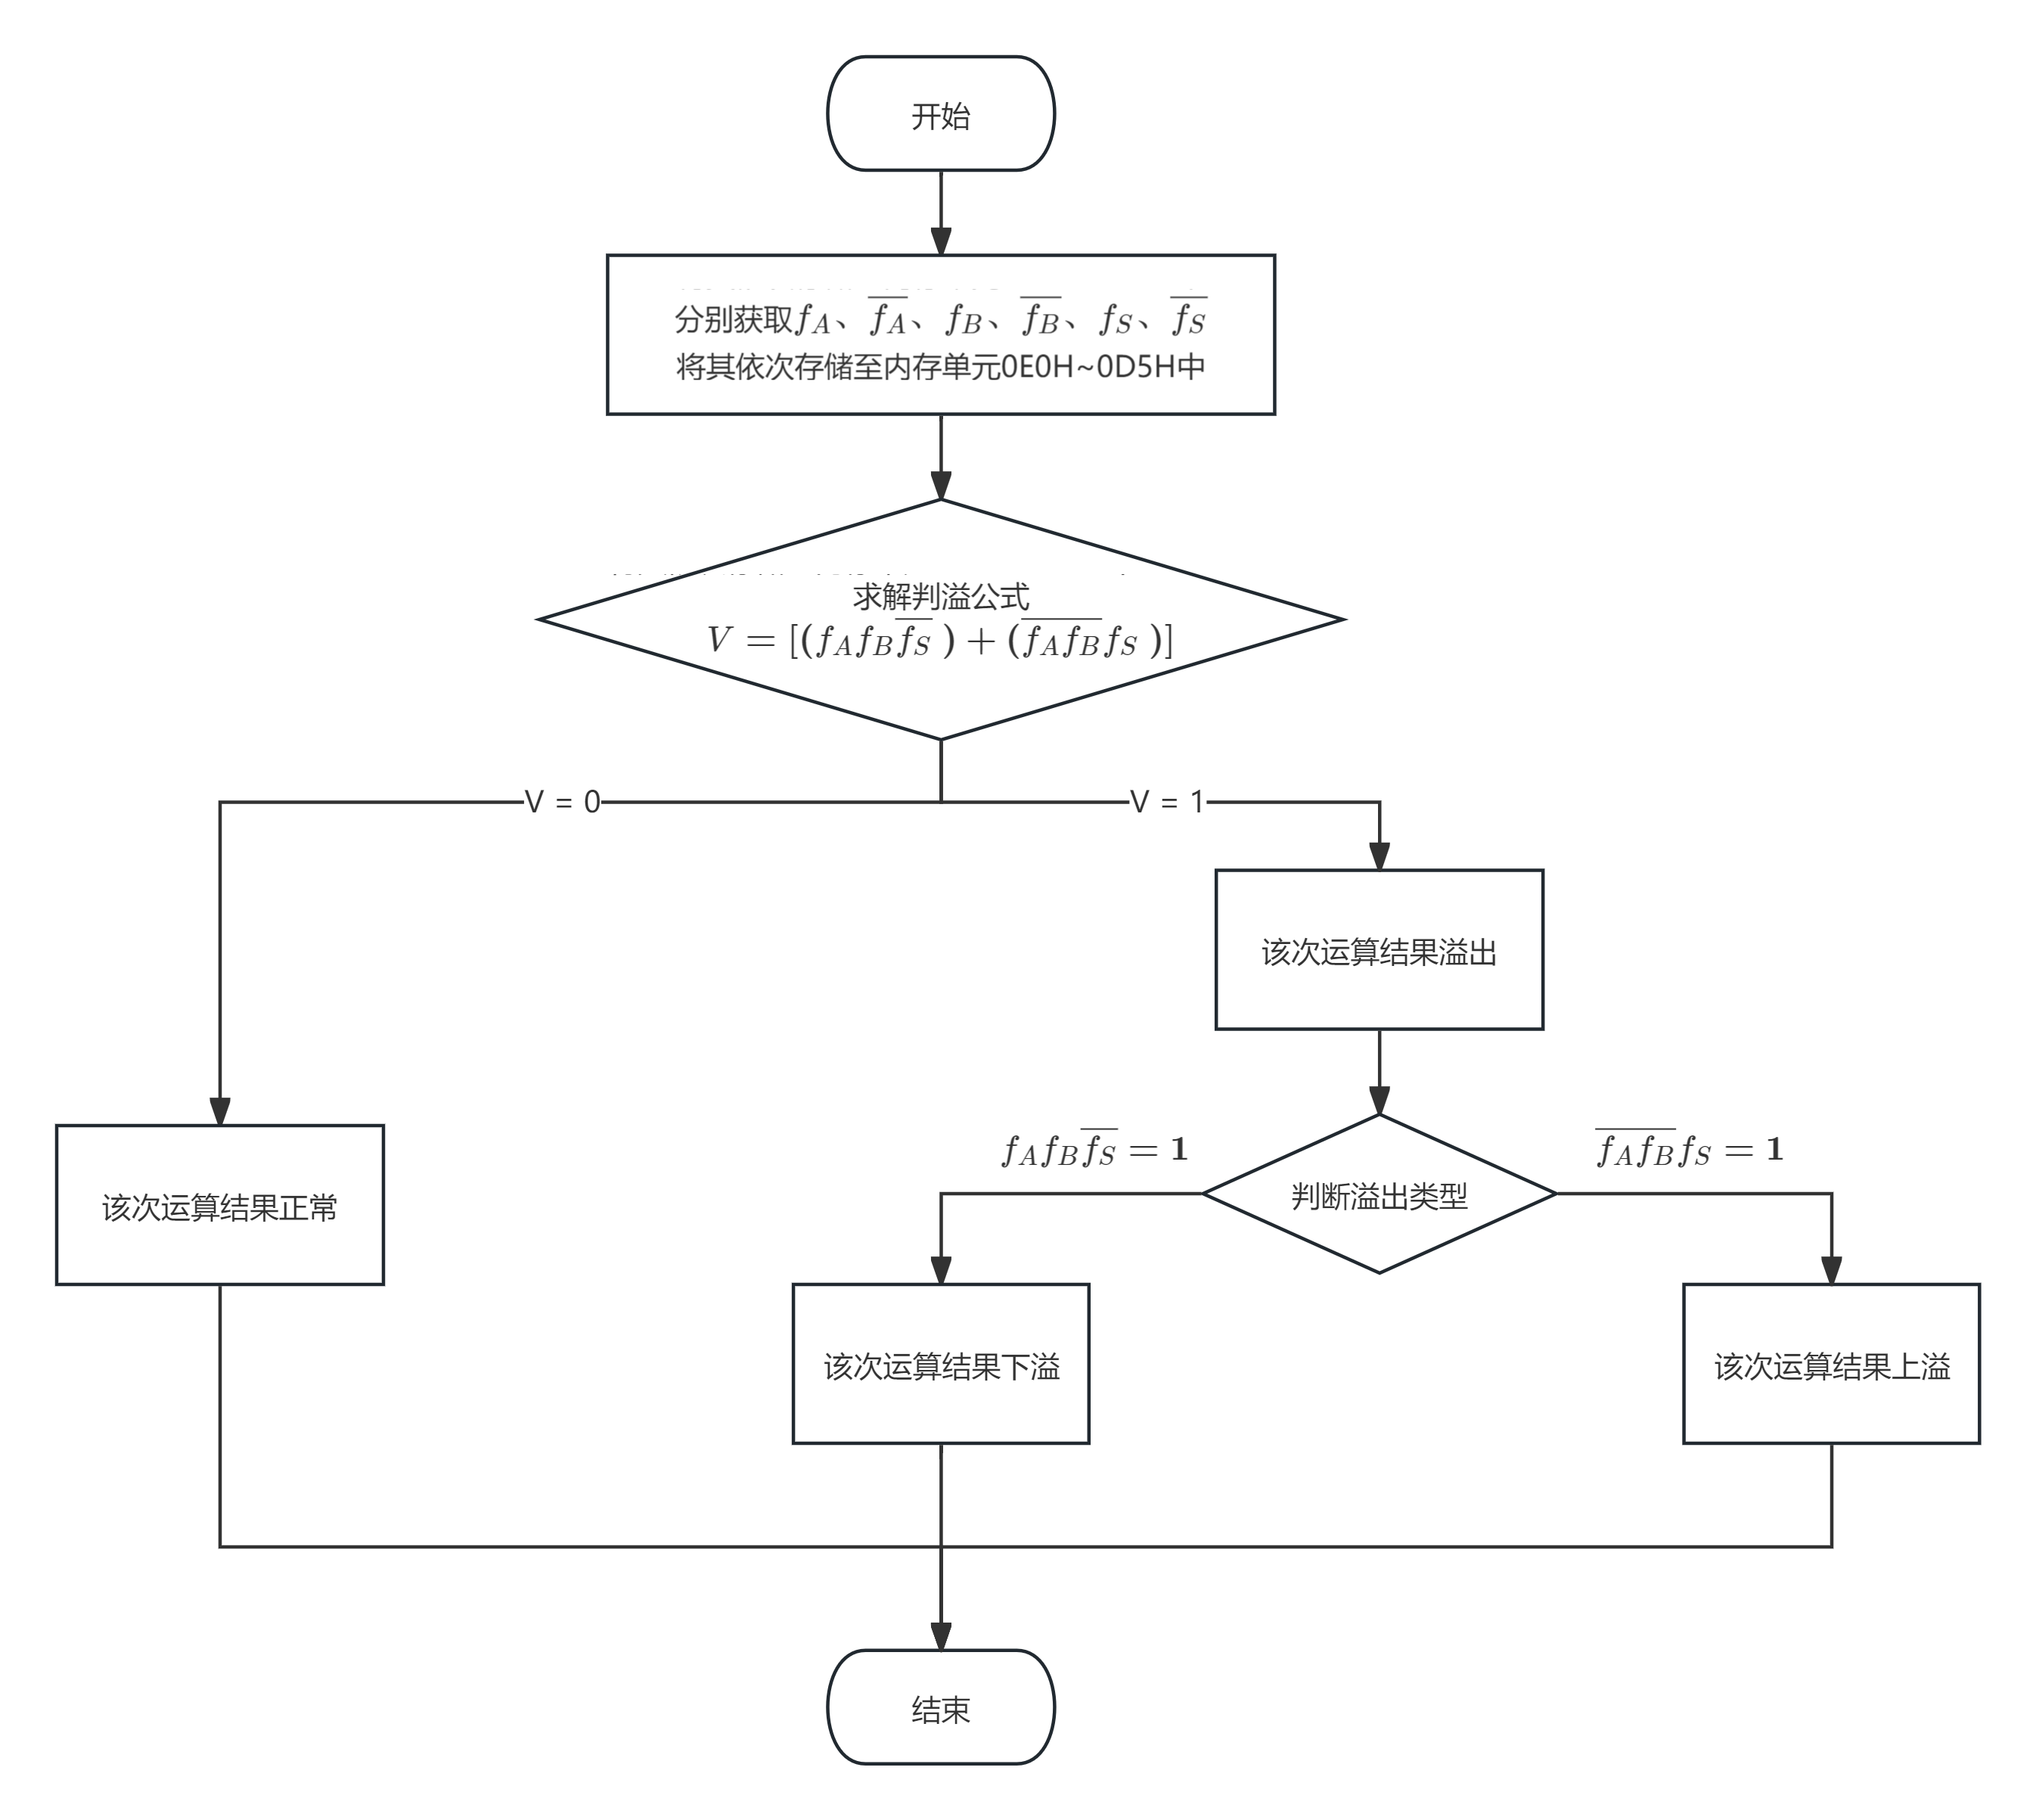 开始
分别获取$f_A$、$\overline{f_A}$、$f_B$、$\overline{f_B}$、$f_S$、$\overline{f_S}$
将其依次存储至内存单元0E0H~0D5H中
求解判溢公式
$V = [(f_A f_B \overline{f_S}) + (\overline{f_A f_B} f_S)]$
V = 0
V = 1
该次运算结果溢出
$f_A f_B \overline{f_S} = \mathbf{1}$
$\overline{f_A f_B} f_S = \mathbf{1}$
判断溢出类型
该次运算结果正常
该次运算结果下溢
该次运算结果上溢
结束